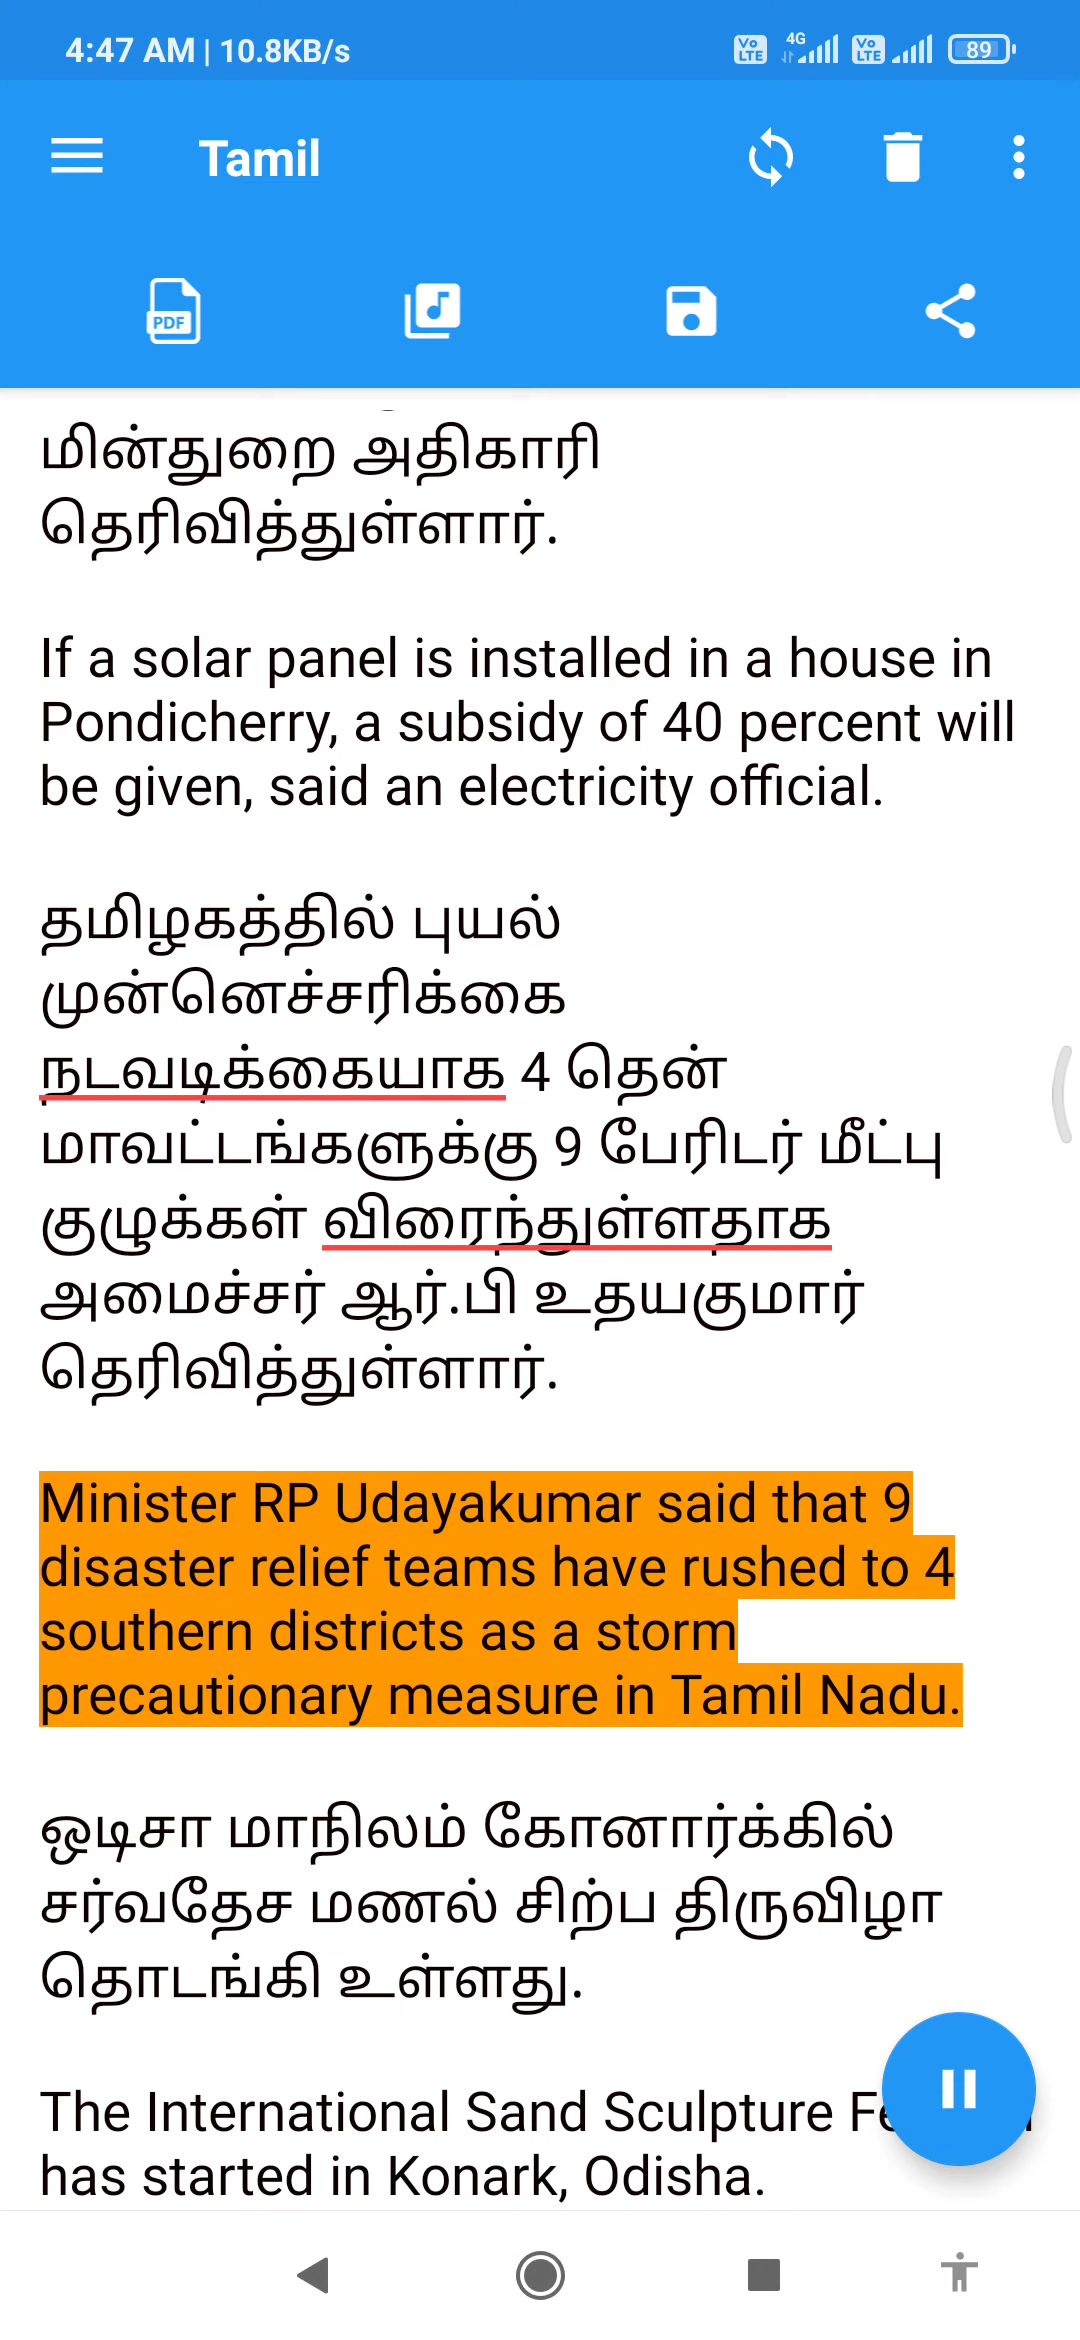 4:47 AM | 10.8KB/s
Vo LTE 4G Vo LTE 89
Tamil
PDF
மின்துறை அதிகாரி
தெரிவித்துள்ளார்.
If a solar panel is installed in a house in
Pondicherry, a subsidy of 40 percent will
be given, said an electricity official.
தமிழகத்தில் புயல்
முன்னெச்சரிக்கை
நடவடிக்கையாக 4 தென்
மாவட்டங்களுக்கு 9 பேரிடர் மீட்பு
குழுக்கள் விரைந்துள்ளதாக
அமைச்சர் ஆர்.பி உதயகுமார்
தெரிவித்துள்ளார்.
Minister RP Udayakumar said that 9
disaster relief teams have rushed to 4
southern districts as a storm
precautionary measure in Tamil Nadu.
ஒடிசா மாநிலம் கோனார்க்கில்
சர்வதேச மணல் சிற்ப திருவிழா
தொடங்கி உள்ளது.
The International Sand Sculpture
has started in Konark, Odisha.